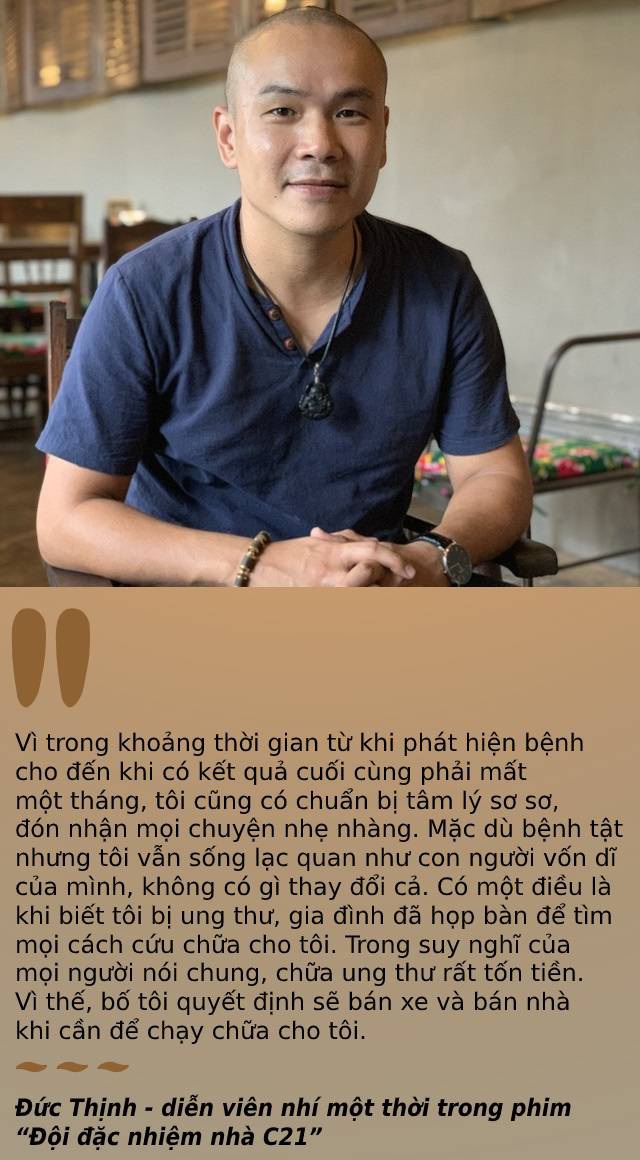 Vì trong khoảng thời gian từ khi phát hiện bệnh
cho đến khi có kết quả cuối cùng phải mất
một tháng, tôi cũng có chuẩn bị tâm lý sơ sơ,
đón nhận mọi chuyện nhẹ nhàng. Mặc dù bệnh tật
nhưng tôi vẫn sống lạc quan như con người vốn dĩ
của mình, không có gì thay đổi cả. Có một điều là
khi biết tôi bị ung thư, gia đình đã họp bàn để tìm
mọi cách cứu chữa cho tôi. Trong suy nghĩ của
mọi người nói chung, chữa ung thư rất tốn tiền.
Vì thế, bố tôi quyết định sẽ bán xe và bán nhà
khi cần để chạy chữa cho tôi.
Đức Thịnh - diễn viên nhí một thời trong phim
“Đội đặc nhiệm nhà C21”